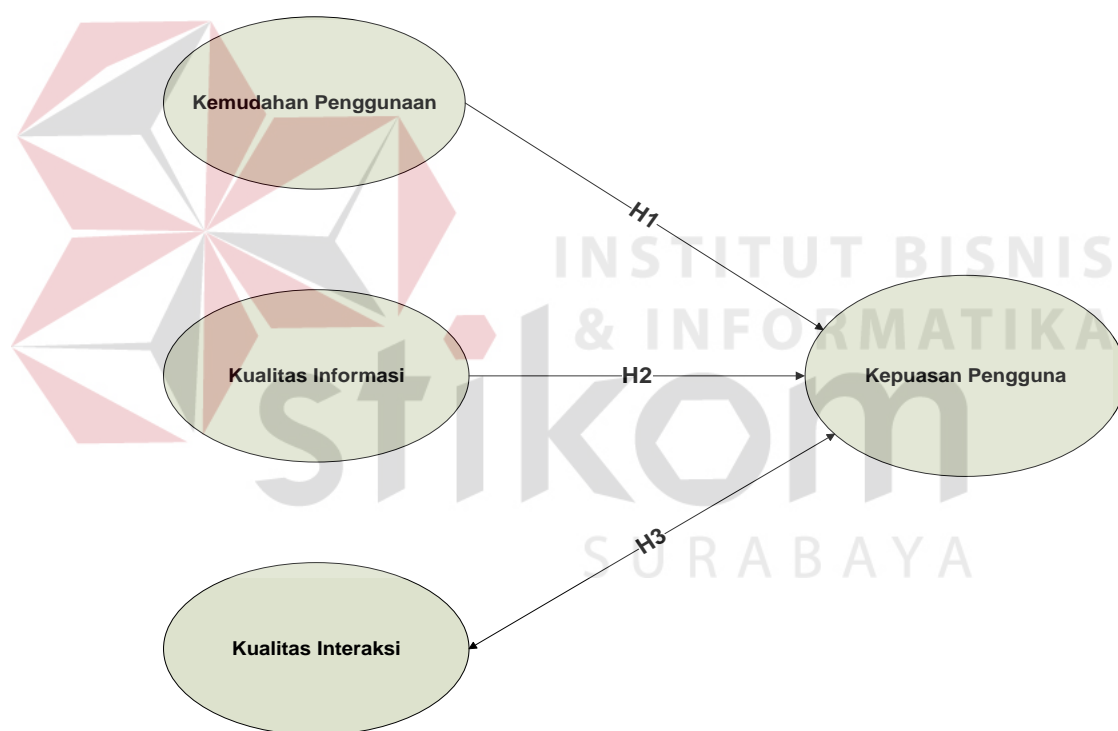 Kemudahan Penggunaan
H1
INSTITUT BISNIS
& INFORMATIKA
Kualitas Informasi
H2
Kepuasan Pengguna
stikom
H3
SURABAYA
Kualitas Interaksi